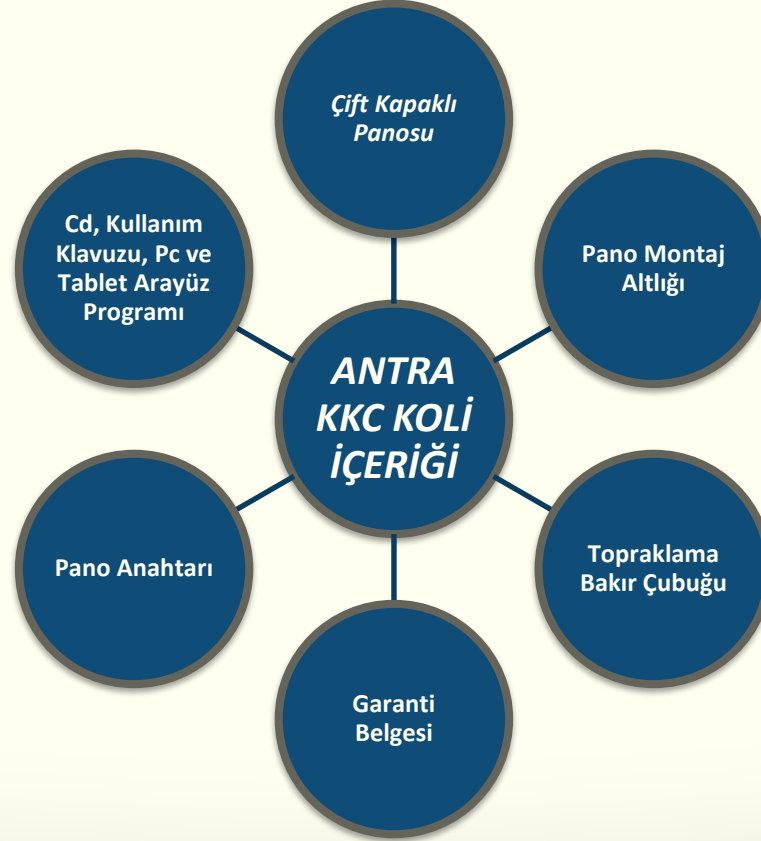 Çift Kapaklı
Panosu
Cd, Kullanım
Klavuzu, Pc ve
Tablet Arayüz
Programı
Pano Montaj
Altlığı
ANTRA
KKC KOLİ
İÇERİĞİ
Pano Anahtarı
Topraklama
Bakır Çubuğu
Garanti
Belgesi